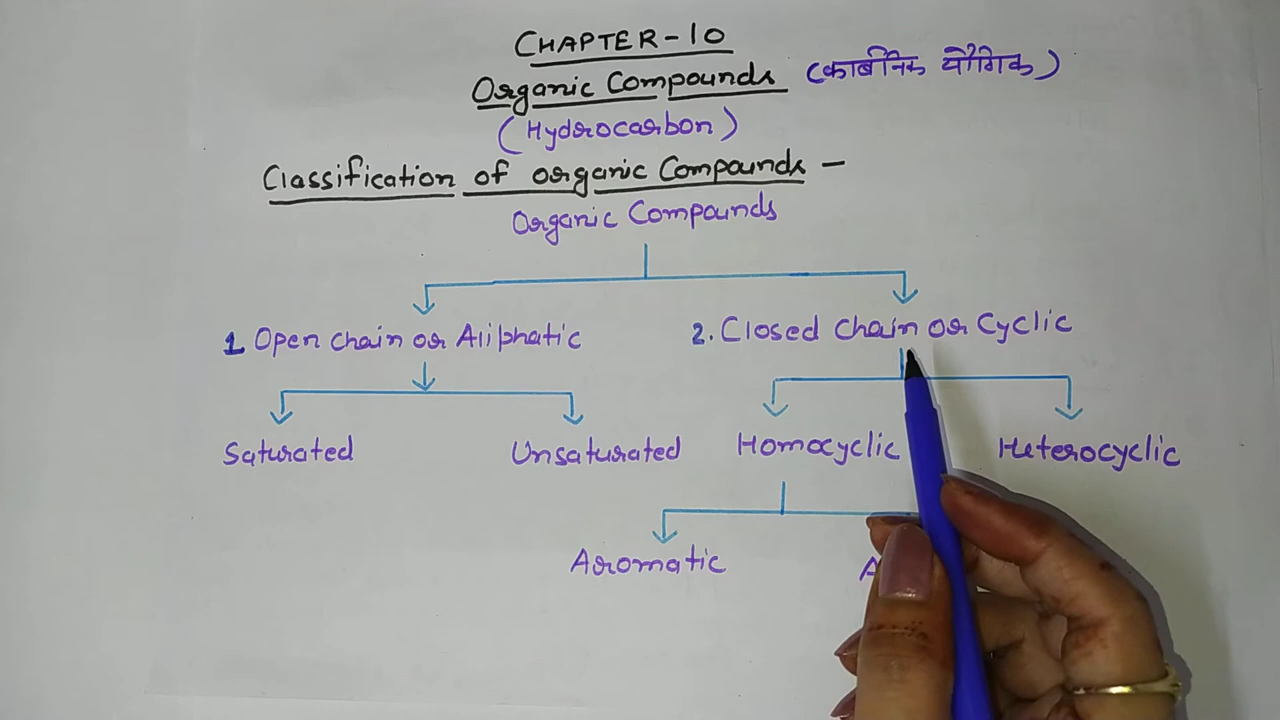 CHAPTER-10
Organic Compounds (कार्बनिक यौगिक)
(Hydrocarbon)
Classification of organic Compounds -
Organic Compounds
1. Open chain or Aliphatic 2. Closed chain or Cyclic
Saturated Unsaturated Homocyclic Heterocyclic
Aromatic